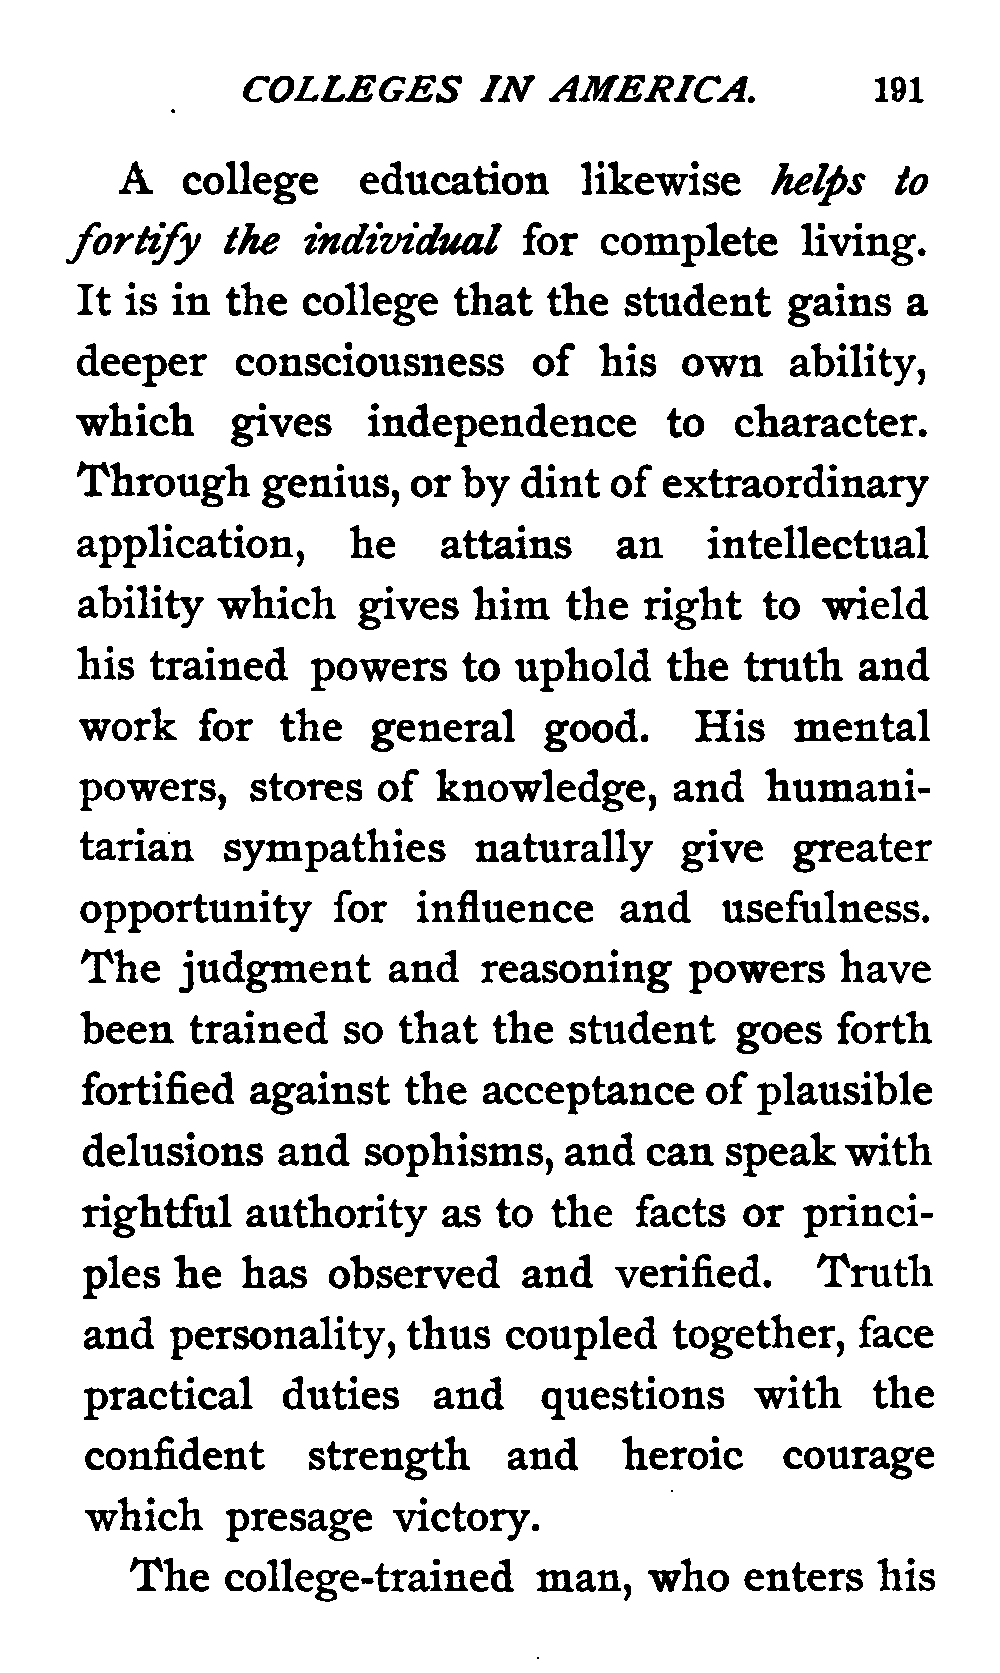 COLLEGES IN AMERICA. 191
A college education likewise helps to
fortify the individual for complete living.
It is in the college that the student gains a
deeper consciousness of his own ability,
which gives independence to character.
Through genius, or by dint of extraordinary
application, he attains an intellectual
ability which gives him the right to wield
his trained powers to uphold the truth and
work for the general good. His mental
powers, stores of knowledge, and humani-
tarian sympathies naturally give greater
opportunity for influence and usefulness.
The judgment and reasoning powers have
been trained so that the student goes forth
fortified against the acceptance of plausible
delusions and sophisms, and can speak with
rightful authority as to the facts or princi-
ples he has observed and verified. Truth
and personality, thus coupled together, face
practical duties and questions with the
confident strength and heroic courage
which presage victory.
The college-trained man, who enters his